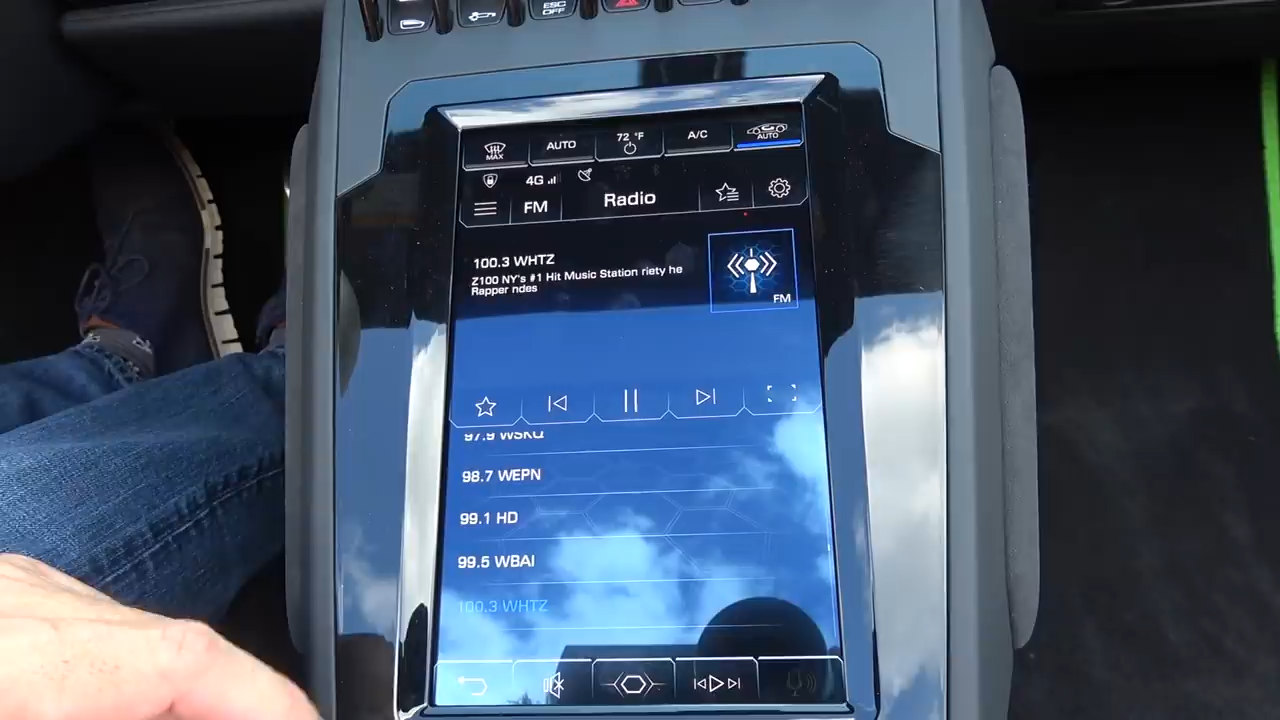 ESC
OFF
MAX
AUTO
72 °F
A/C
AUTO
4G
FM
Radio
100.3 WHTZ
Z100 NY's #1 Hit Music Station riety he
Rapper ndes
FM
97.9 WSKQ
98.7 WEPN
99.1 HD
99.5 WBAI
100.3 WHTZ